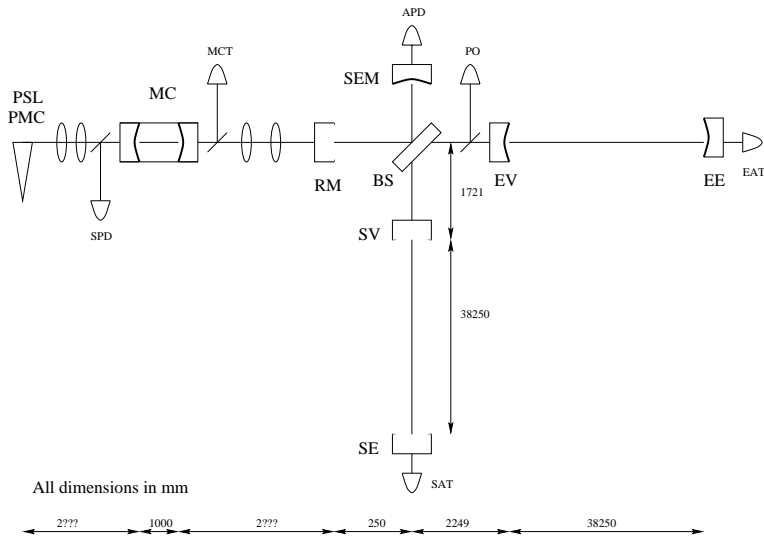 APD
MCT
PO
SEM
PSL
MC
PMC
RM
BS
EV
EE
EAT
1721
SPD
SV
38250
SE
SAT
All dimensions in mm
2???
1000
2???
250
2249
38250